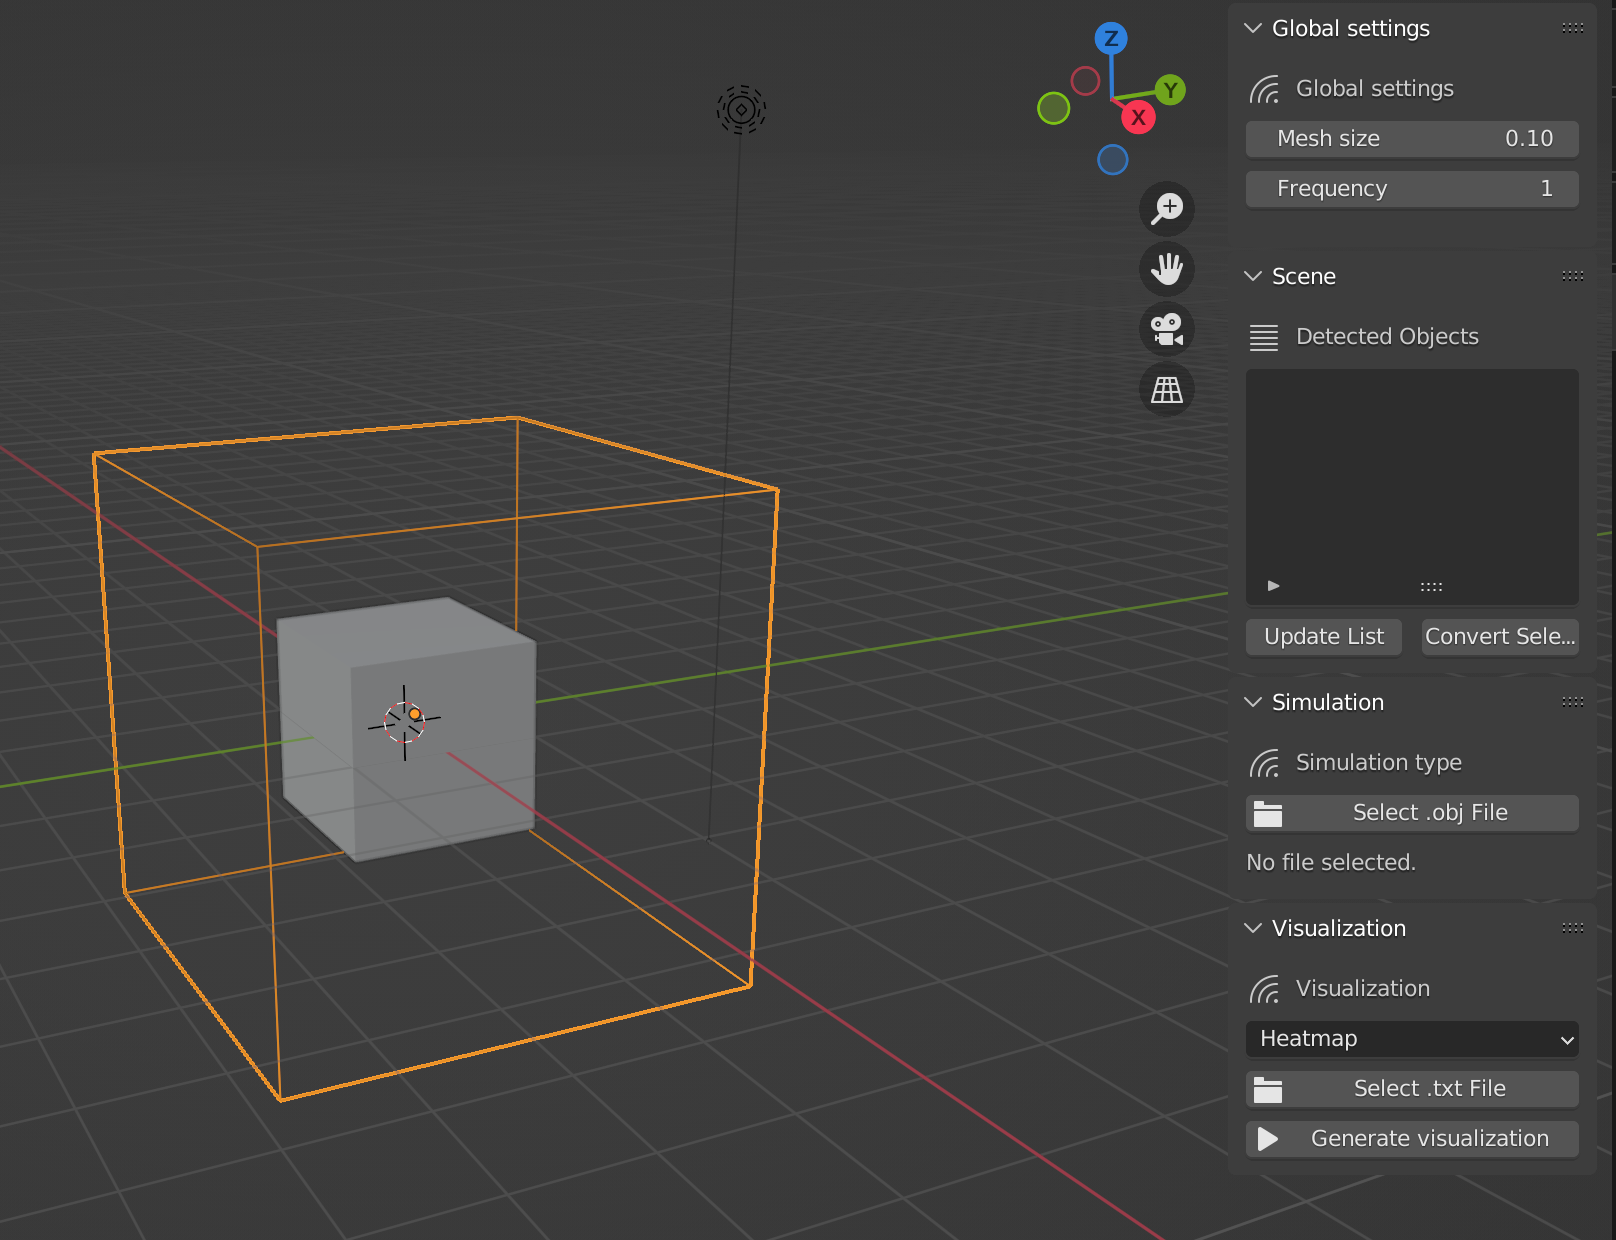 Z
Y
X
Global settings
Global settings
Mesh size 0.10
Frequency 1
Scene
Detected Objects
Update List Convert Sele...
Simulation
Simulation type
Select .obj File
No file selected.
Visualization
Visualization
Heatmap
Select .txt File
Generate visualization